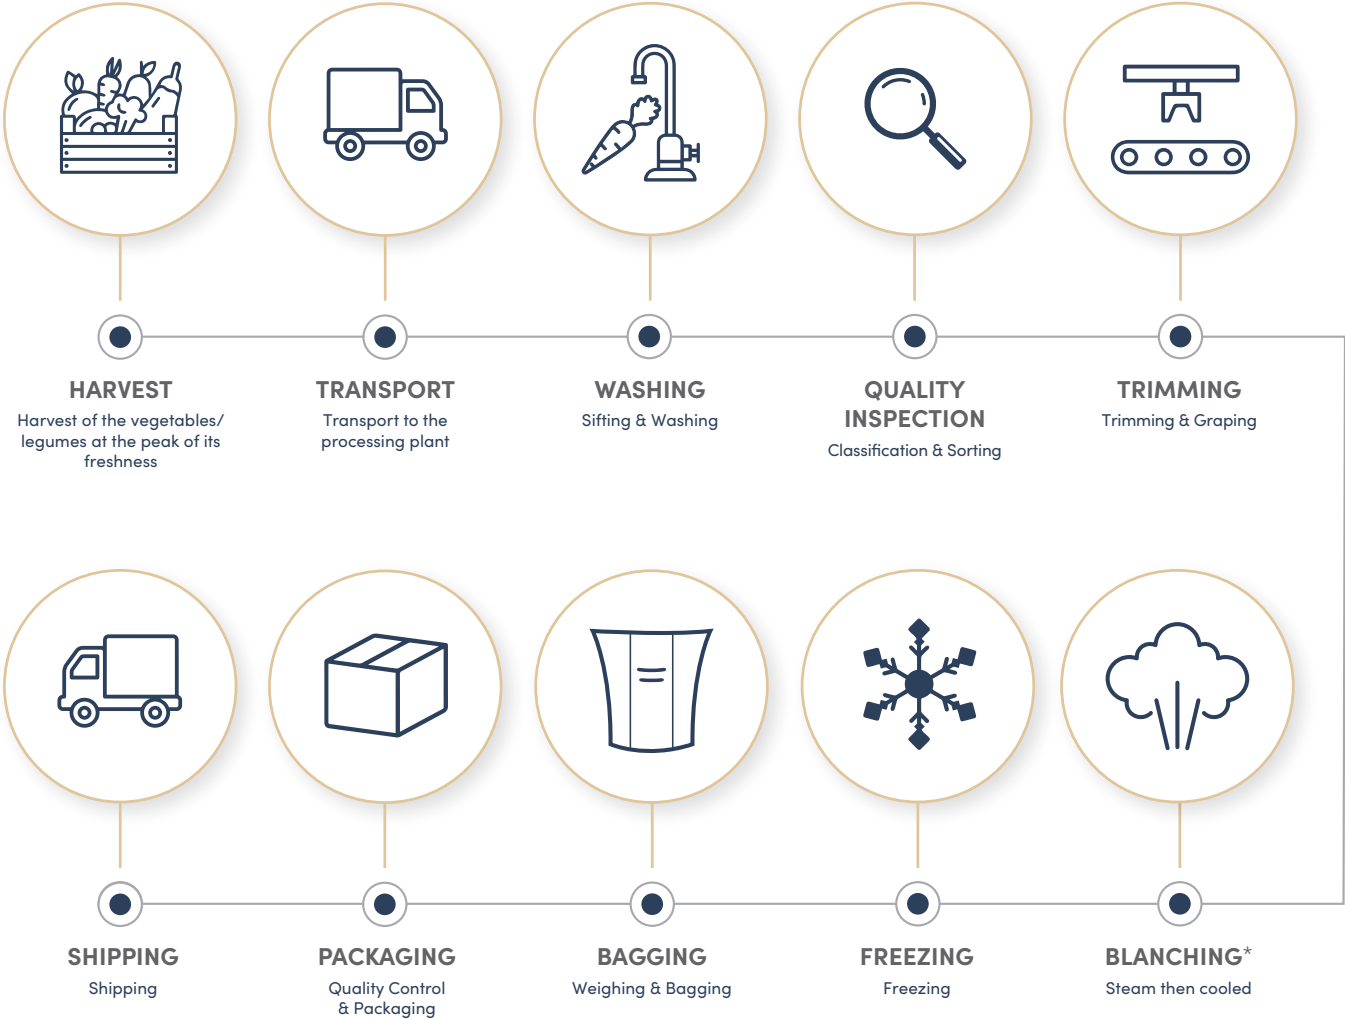 HARVEST
Harvest of the vegetables/
legumes at the peak of its
freshness
TRANSPORT
Transport to the
processing plant
WASHING
Sifting & Washing
QUALITY
INSPECTION
Classification & Sorting
TRIMMING
Trimming & Graping
SHIPPING
Shipping
PACKAGING
Quality Control
& Packaging
BAGGING
Weighing & Bagging
FREEZING
Freezing
BLANCHING*
Steam then cooled